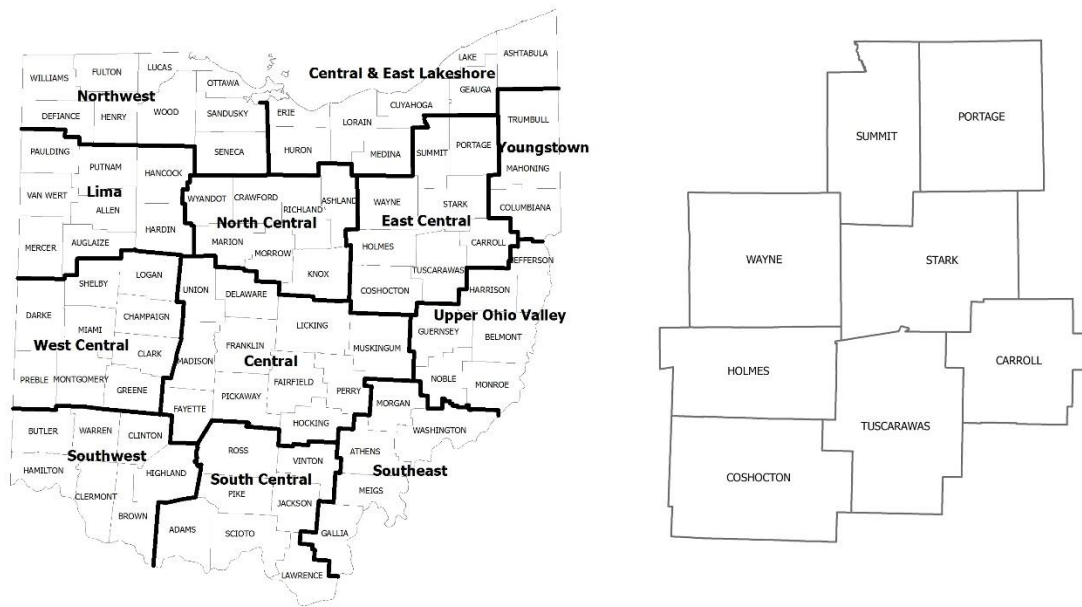 ASHTABULA
LAKE
LUCAS
FULTON
WILLIAMS
Central & East Lakeshore
OTTAWA
GEAUGA
Northwest
CUYAHOGA
WOOD
SANDUSKY
ERIE
DEFIANCE
HENRY
LORAIN
TRUMBULL
HURON
MEDINA
SUMMIT
PORTAGE
Youngstown
PAULDING
SENECA
PUTNAM
HANCOCK
MAHONING
VAN WERT
Lima
WYANDOT
CRAWFORD
ASHLAND
WAYNE
STARK
RICHLAND
COLUMBIANA
ALLEN
North Central
East Central
HARDIN
MARION
HOLMES
CARROLL
MERCER
AUGLAIZE
MORROW
JEFFERSON
LOGAN
KNOX
TUSCARAWAS
SHELBY
UNION
DELAWARE
COSHOCTON
HARRISON
DARKE
CHAMPAIGN
LICKING
Upper Ohio Valley
MIAMI
GUERNSEY
BELMONT
West Central
FRANKLIN
MUSKINGUM
CLARK
MADISON
Central
PREBLE
MONTGOMERY
FAIRFIELD
NOBLE
MONROE
GREENE
PICKAWAY
PERRY
FAYETTE
MORGAN
HOCKING
WASHINGTON
BUTLER
WARREN
CLINTON
ROSS
ATHENS
Southwest
VINTON
HAMILTON
HIGHLAND
South Central
Southeast
CLERMONT
PIKE
MEIGS
JACKSON
BROWN
ADAMS
SCIOTO
GALLIA
LAWRENCE
PORTAGE
SUMMIT
WAYNE
STARK
CARROLL
HOLMES
TUSCARAWAS
COSHOCTON